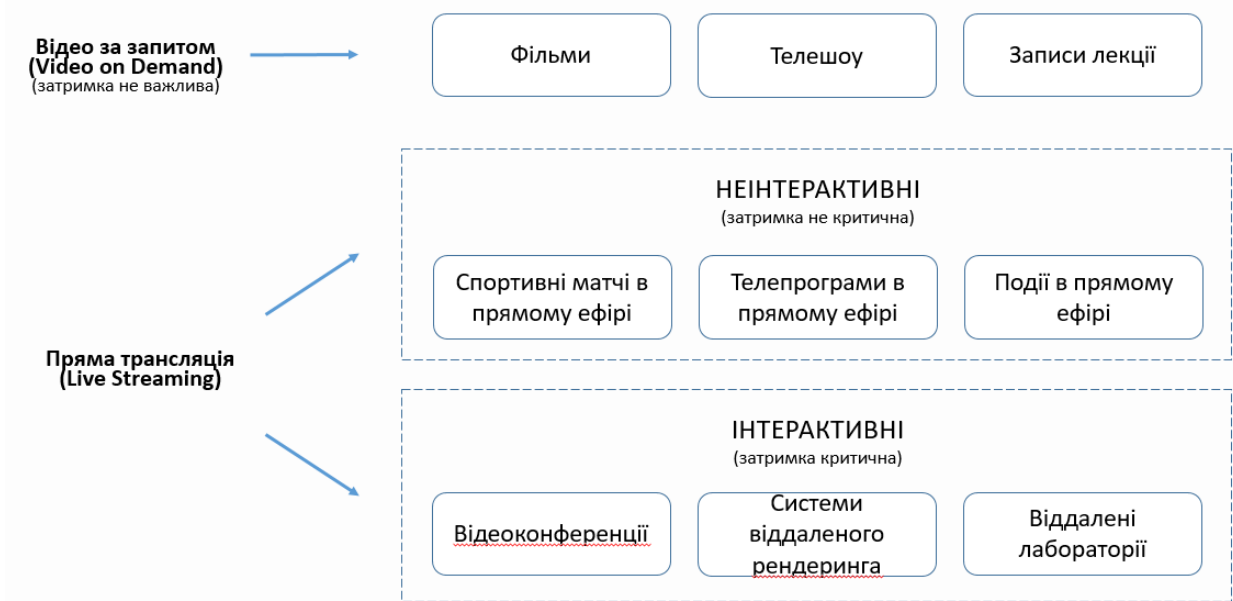 Відео за запитом
(Video on Demand)
(затримка не важлива)
Фільми
Телешоу
Записи лекції
НЕІНТЕРАКТИВНІ
(затримка не критична)
Спортивні матчі в
прямому ефірі
Телепрограми в
прямому ефірі
Події в прямому
ефірі
Пряма трансляція
(Live Streaming)
ІНТЕРАКТИВНІ
(затримка критична)
Відеоконференції
Системи
віддаленого
рендеринга
Віддалені
лабораторії